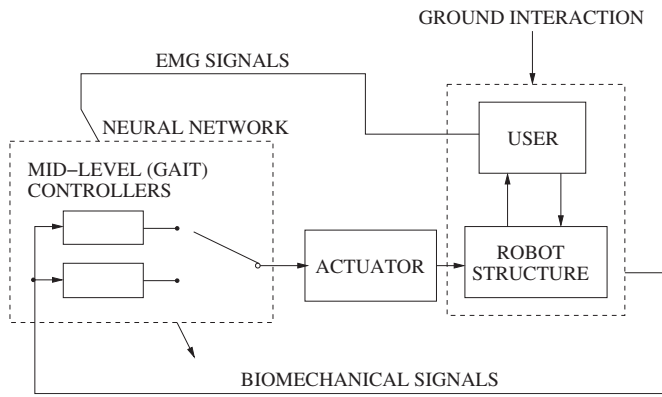 GROUND INTERACTION
EMG SIGNALS
NEURAL NETWORK
USER
MID–LEVEL (GAIT)
CONTROLLERS
ACTUATOR
ROBOT
STRUCTURE
BIOMECHANICAL SIGNALS